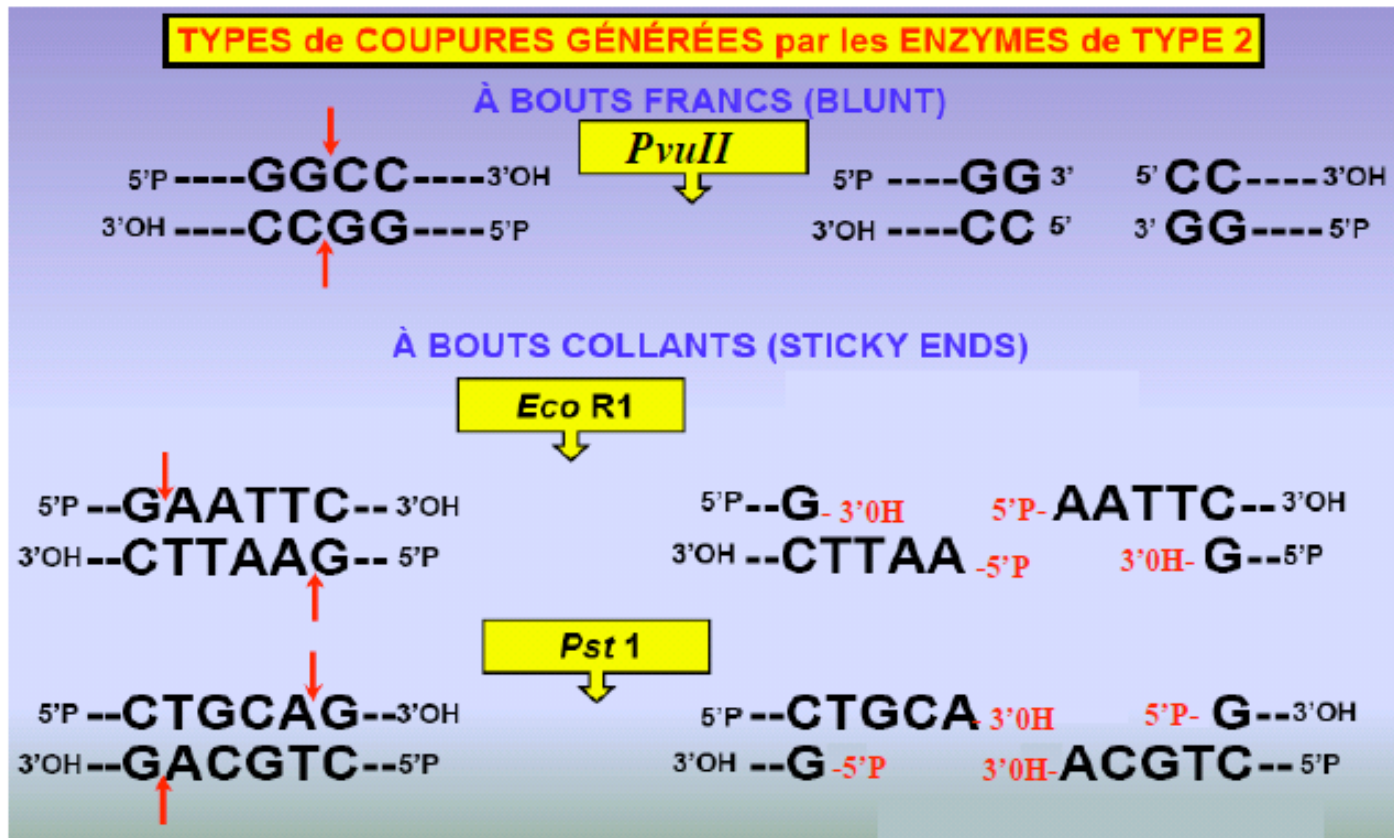 TYPES de COUPURES GÉNÉRÉES par les ENZYMES de TYPE 2
À BOUTS FRANCS (BLUNT)
PvuII
5'P ----GGCC----3'OH
3'OH ----CCGG----5'P
5'P ----GG 3' 5' CC----3'OH
3'OH ----CC 5' 3' GG----5'P
À BOUTS COLLANTS (STICKY ENDS)
Eco R1
5'P --GAATTC-- 3'OH
3'OH --CTTAAG-- 5'P
5'P--G- 3'0H 5'P- AATTC--3'OH
3'OH --CTTAA -5'P 3'0H- G--5'P
Pst 1
5'P --CTGCAG--3'OH
3'OH --GACGTC--5'P
5'P --CTGCA- 3'0H 5'P- G--3'OH
3'OH --G -5'P 3'0H-ACGTC--5'P